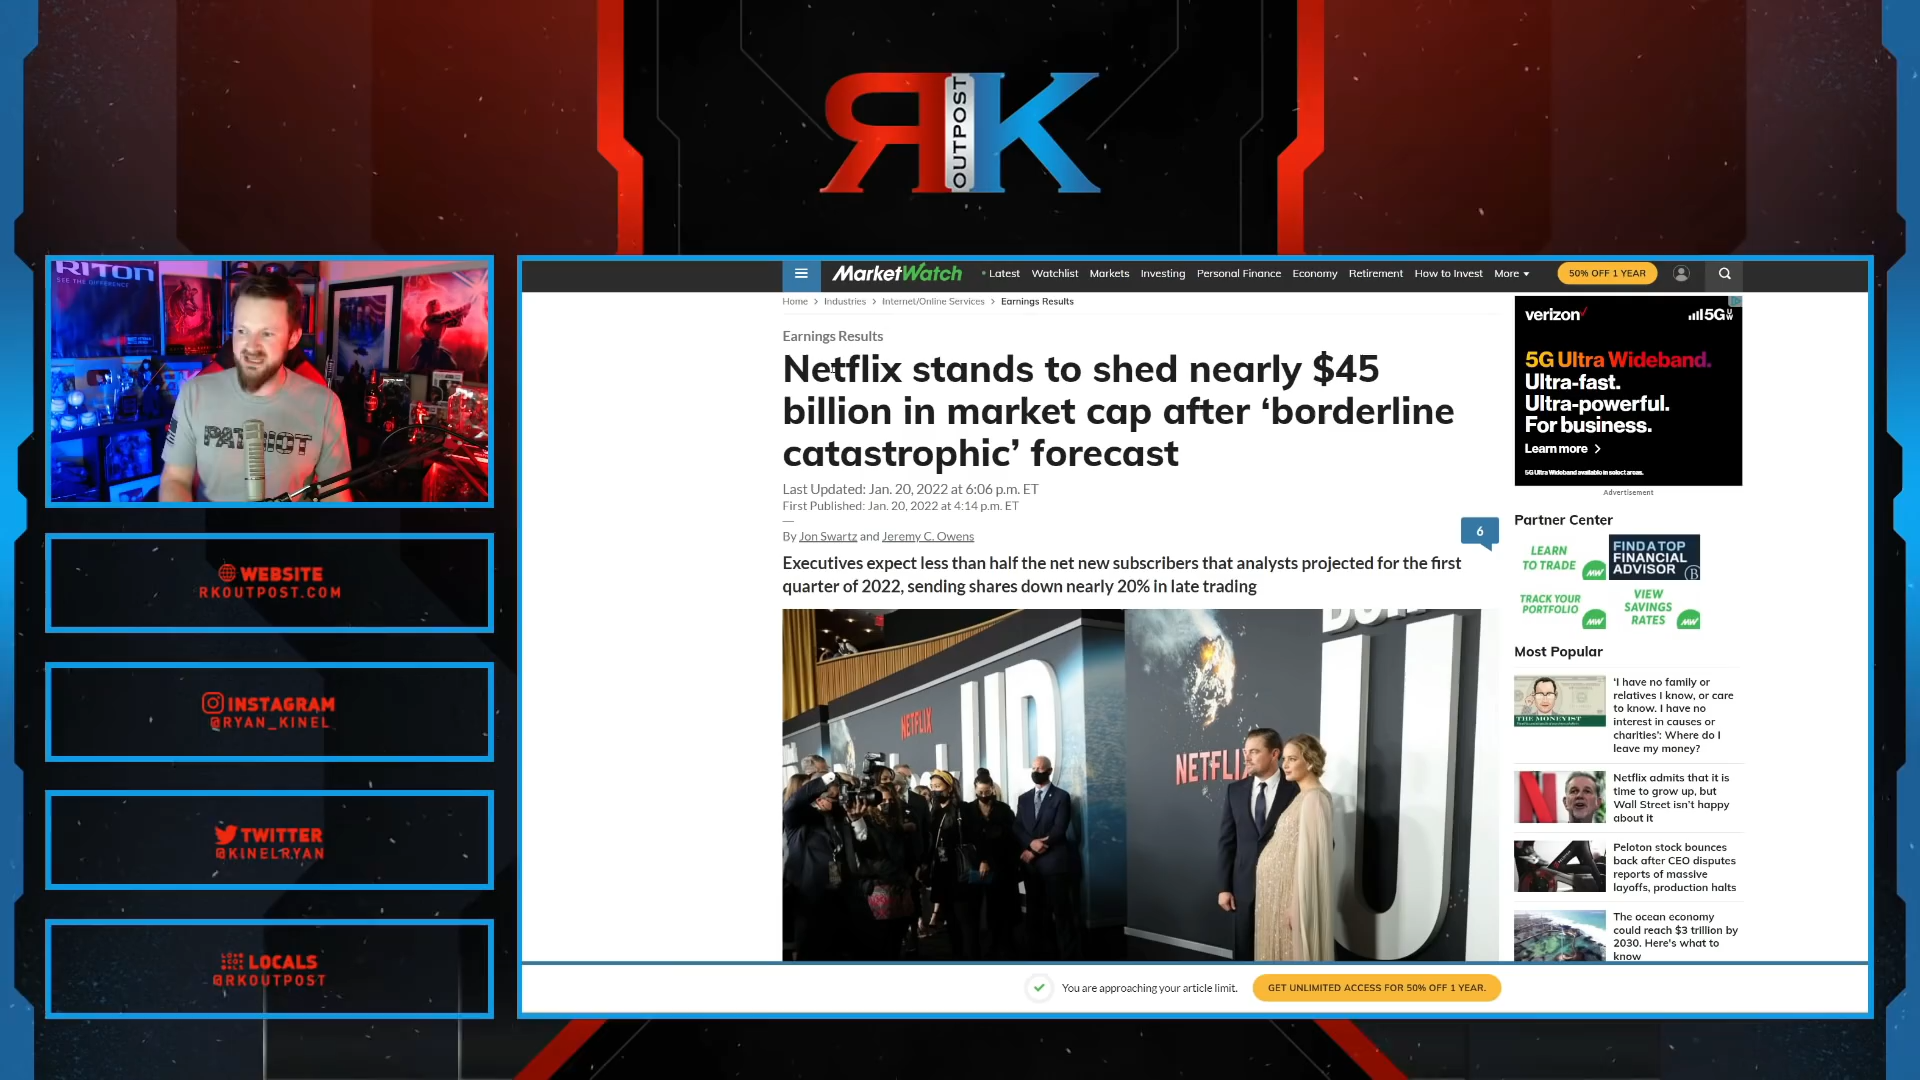 RK
OUTPOST
RITON
SEE THE DIFFERENCE
PATRIOT
WEBSITE
RKOUTPOST.COM
INSTAGRAM
@RYAN_KINEL
TWITTER
@KINELRYAN
LOCALS
@RKOUTPOST
MarketWatch
Latest Watchlist Markets Investing Personal Finance Economy Retirement How to Invest More
50% OFF 1 YEAR
Home > Industries > Internet/Online Services > Earnings Results
Earnings Results
Netflix stands to shed nearly $45
billion in market cap after ‘borderline
catastrophic’ forecast
Last Updated: Jan. 20, 2022 at 6:06 p.m. ET
First Published: Jan. 20, 2022 at 4:14 p.m. ET
By Jon Swartz and Jeremy C. Owens
6
Executives expect less than half the net new subscribers that analysts projected for the first
quarter of 2022, sending shares down nearly 20% in late trading
NETFLIX
UP
NETFLIX
U
verizon
5G UW
5G Ultra Wideband.
Ultra-fast.
Ultra-powerful.
For business.
Learn more >
5G Ultra Wideband available in select areas.
Advertisement
Partner Center
LEARN
TO TRADE
MW
FIND A TOP
FINANCIAL
ADVISOR
TRACK YOUR
PORTFOLIO
MW
VIEW
SAVINGS
RATES
MW
Most Popular
THE MONEYIST
‘I have no family or
relatives I know, or care
to know. I have no
interest in causes or
charities’: Where do I
leave my money?
Netflix admits that it is
time to grow up, but
Wall Street isn’t happy
about it
Peloton stock bounces
back after CEO disputes
reports of massive
layoffs, production halts
The ocean economy
could reach $3 trillion by
2030. Here's what to
know
You are approaching your article limit.
GET UNLIMITED ACCESS FOR 50% OFF 1 YEAR.